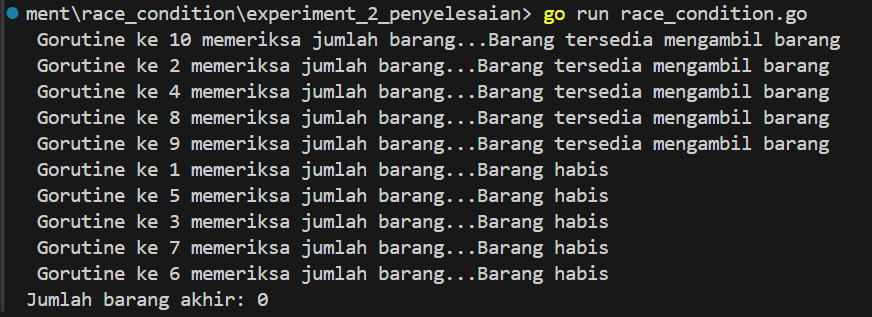 ment\race_condition\experiment_2_penyelesaian> go run race_condition.go
Gorutine ke 10 memeriksa jumlah barang...Barang tersedia mengambil barang
Gorutine ke 2 memeriksa jumlah barang...Barang tersedia mengambil barang
Gorutine ke 4 memeriksa jumlah barang...Barang tersedia mengambil barang
Gorutine ke 8 memeriksa jumlah barang...Barang tersedia mengambil barang
Gorutine ke 9 memeriksa jumlah barang...Barang tersedia mengambil barang
Gorutine ke 1 memeriksa jumlah barang...Barang habis
Gorutine ke 5 memeriksa jumlah barang...Barang habis
Gorutine ke 3 memeriksa jumlah barang...Barang habis
Gorutine ke 7 memeriksa jumlah barang...Barang habis
Gorutine ke 6 memeriksa jumlah barang...Barang habis
Jumlah barang akhir: 0